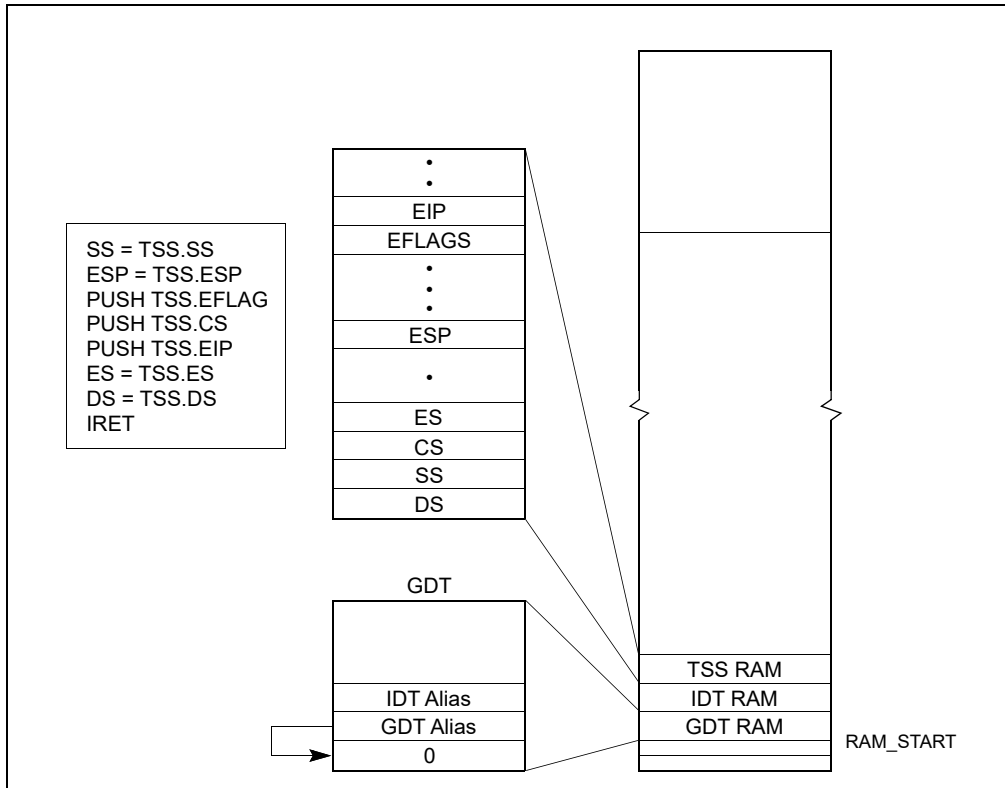 SS = TSS.SS
ESP = TSS.ESP
PUSH TSS.EFLAG
PUSH TSS.CS
PUSH TSS.EIP
ES = TSS.ES
DS = TSS.DS
IRET
EIP
EFLAGS
ESP
ES
CS
SS
DS
GDT
IDT Alias
GDT Alias
0
TSS RAM
IDT RAM
GDT RAM
RAM_START